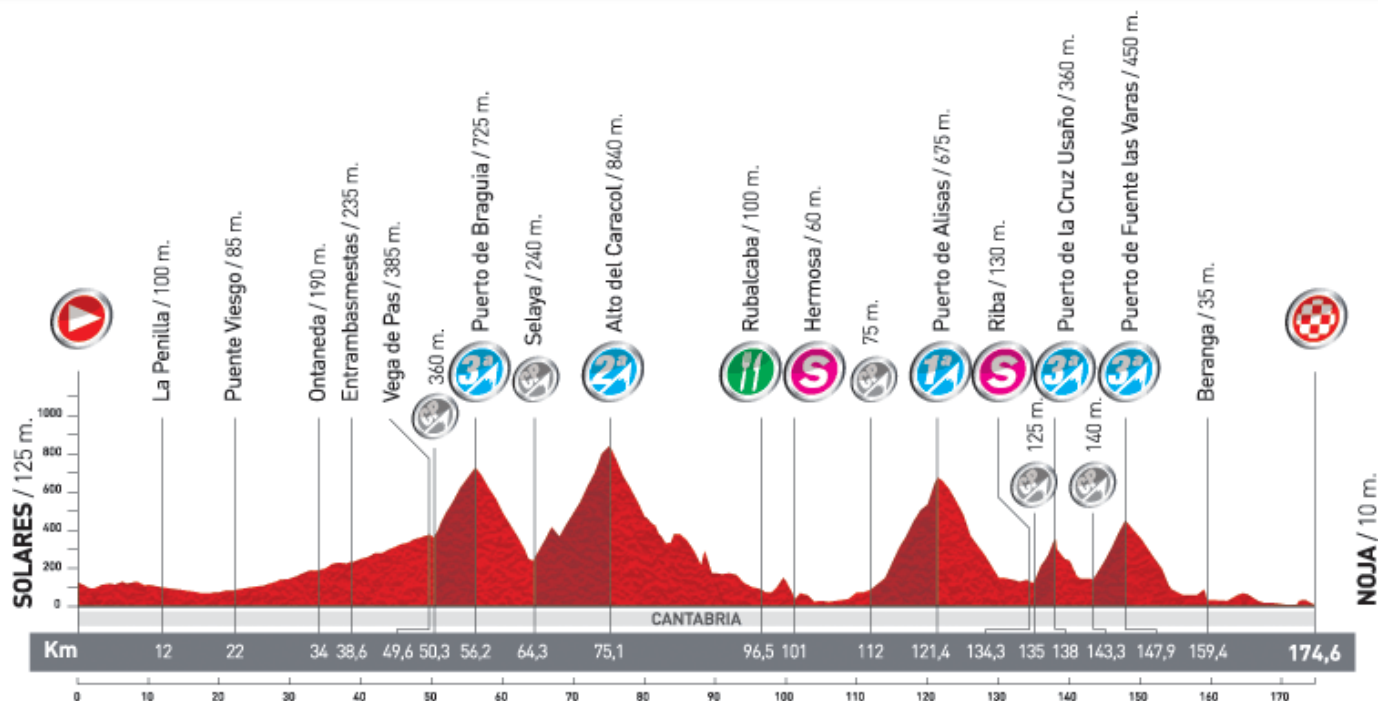 SOLARES / 125 m.
La Penilla / 100 m.
Puente Viesgo / 85 m.
Ontaneda / 190 m.
Entrambasmestas / 235 m.
Vega de Pas / 385 m.
360 m.
CP
Puerto de Braguia / 725 m.
3ª
Selaya / 240 m.
CP
Alto del Caracol / 840 m.
2ª
Rubalcaba / 100 m.
Hermosa / 60 m.
S
75 m.
CP
Puerto de Alisas / 675 m.
1ª
Riba / 130 m.
S
125 m.
CP
Puerto de la Cruz Usaño / 360 m.
3ª
140 m.
CP
Puerto de Fuente las Varas / 450 m.
3ª
Beranga / 35 m.
NOJA / 10 m.
1000
800
600
400
200
0
CANTABRIA
Km 12 22 34 38,6 49,6 50,3 56,2 64,3 75,1 96,5 101 112 121,4 134,3 135 138 143,3 147,9 159,4 174,6
0 10 20 30 40 50 60 70 80 90 100 110 120 130 140 150 160 170